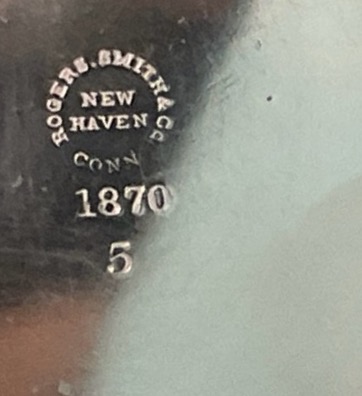 ROGERS. SMITH & Co
NEW
HAVEN
CONN
1870
5